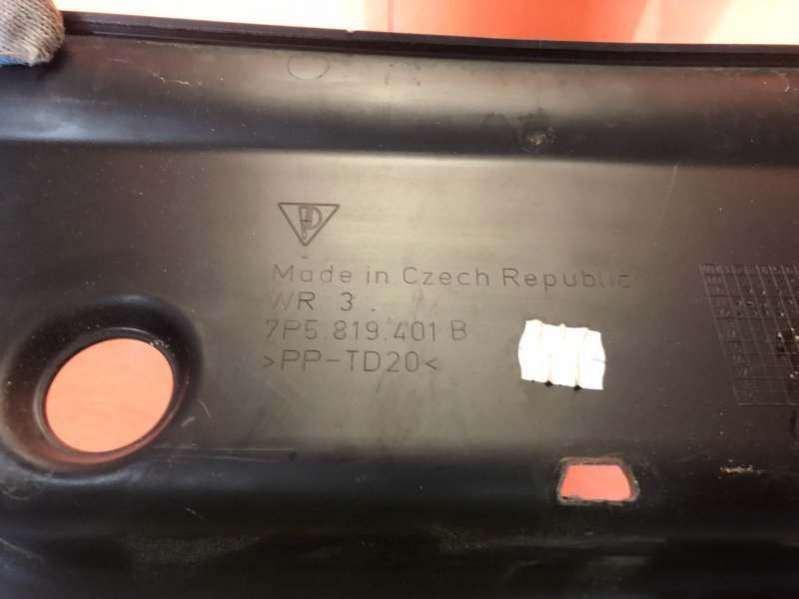 Made in Czech Republic
WR 3.
7P5.819.401 B
>PP-TD20<